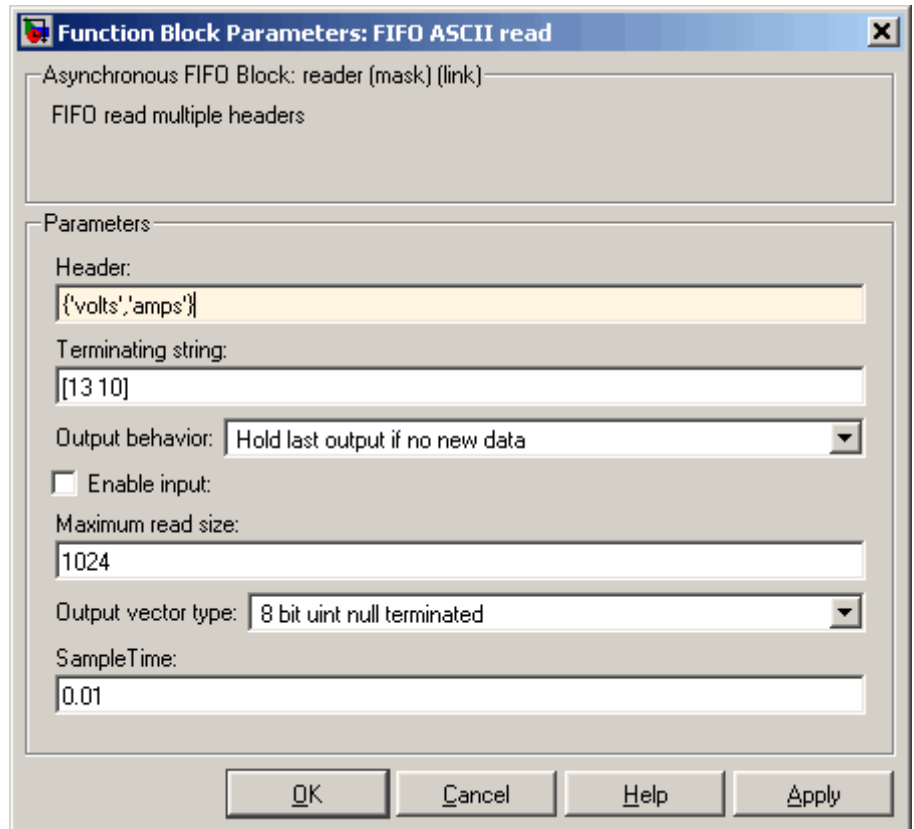 Function Block Parameters: FIFO ASCII read
Asynchronous FIFO Block: reader (mask) (link)
FIFO read multiple headers
Parameters
Header:
{'volts','amps'}
Terminating string:
[13 10]
Output behavior: Hold last output if no new data
Enable input:
Maximum read size:
1024
Output vector type: 8 bit uint null terminated
SampleTime:
0.01
OK Cancel Help Apply